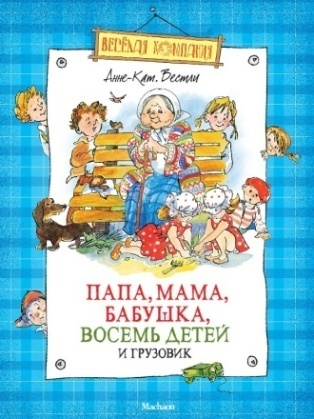 ВЕСЁЛАЯ КОМПАНИЯ
Анне-Кат. Вестли
ПАПА, МАМА,
БАБУШКА,
ВОСЕМЬ ДЕТЕЙ
И ГРУЗОВИК
Machaon